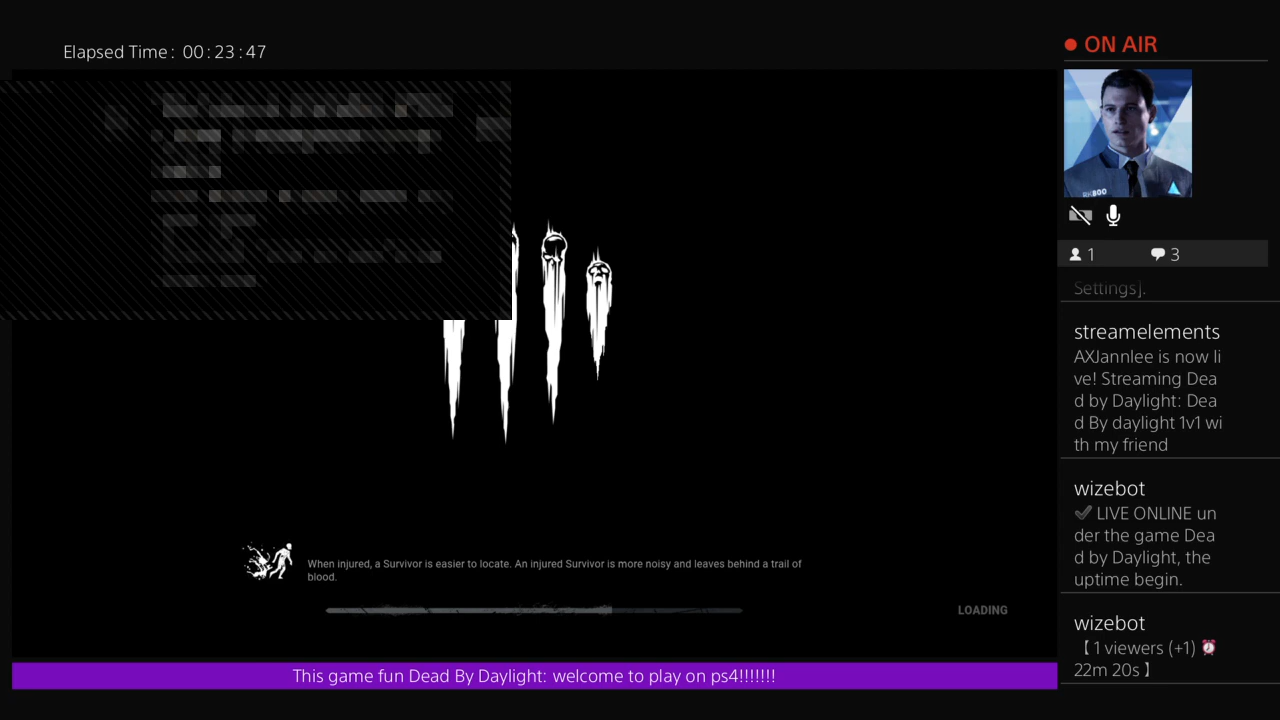 Elapsed Time: 00:23:47
ON AIR
RK800
1
3
Settings].
streamelements
AXJannlee is now li
ve! Streaming Dea
d by Daylight: Dea
d By daylight 1v1 wi
th my friend
wizebot
✔ LIVE ONLINE un
der the game Dea
d by Daylight, the
uptime begin.
wizebot
【 1 viewers (+1) ⏰
22m 20s 】
When injured, a Survivor is easier to locate. An injured Survivor is more noisy and leaves behind a trail of
blood.
LOADING
This game fun Dead By Daylight: welcome to play on ps4!!!!!!!